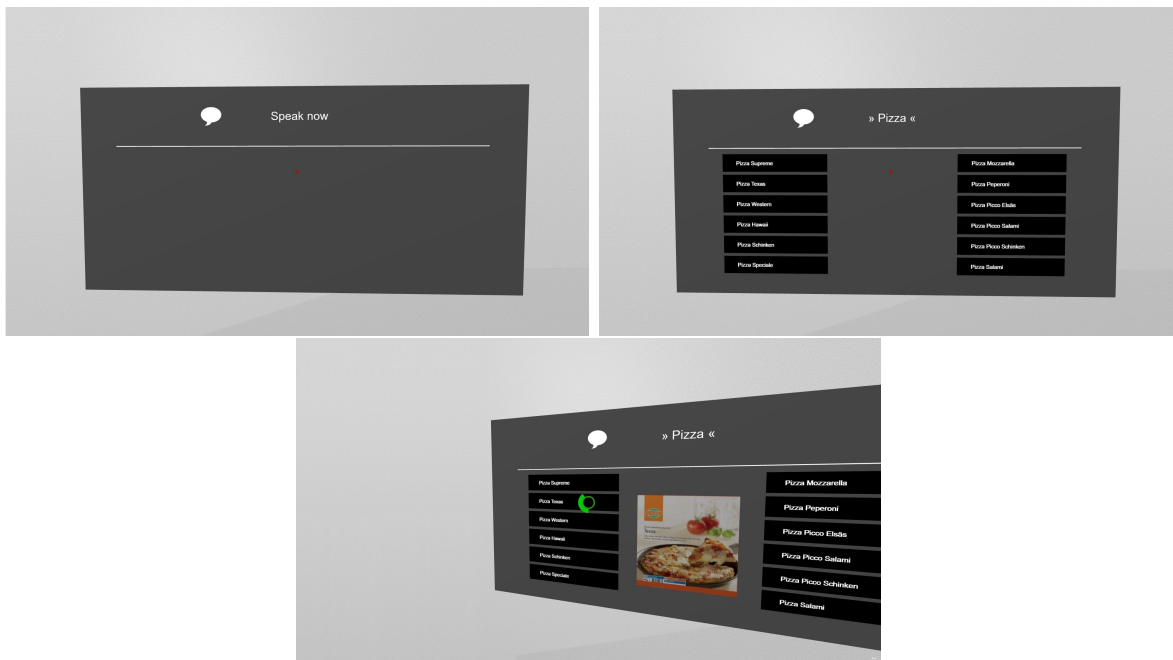 Speak now
» Pizza «
Pizza Supreme
Pizza Texas
Pizza Western
Pizza Hawaii
Pizza Schinken
Pizza Speciale
Pizza Mozzarella
Pizza Peperoni
Pizza Picco Elsäs
Pizza Picco Salami
Pizza Picco Schinken
Pizza Salami
» Pizza «
Pizza Supreme
Pizza Texas
Pizza Western
Pizza Hawaii
Pizza Schinken
Pizza Speciale
Texas
Pizza Mozzarella
Pizza Peperoni
Pizza Picco Elsäs
Pizza Picco Salami
Pizza Picco Schinken
Pizza Salami